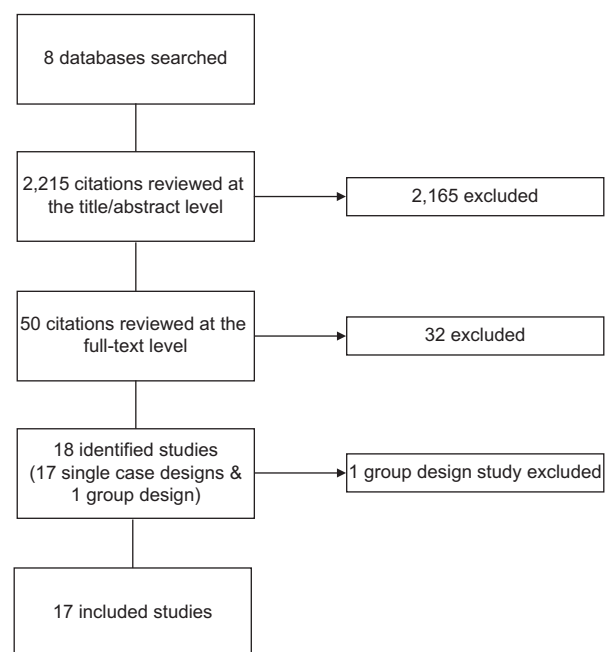 8 databases searched
2,215 citations reviewed at
the title/abstract level
2,165 excluded
50 citations reviewed at the
full-text level
32 excluded
18 identified studies
(17 single case designs &
1 group design)
1 group design study excluded
17 included studies